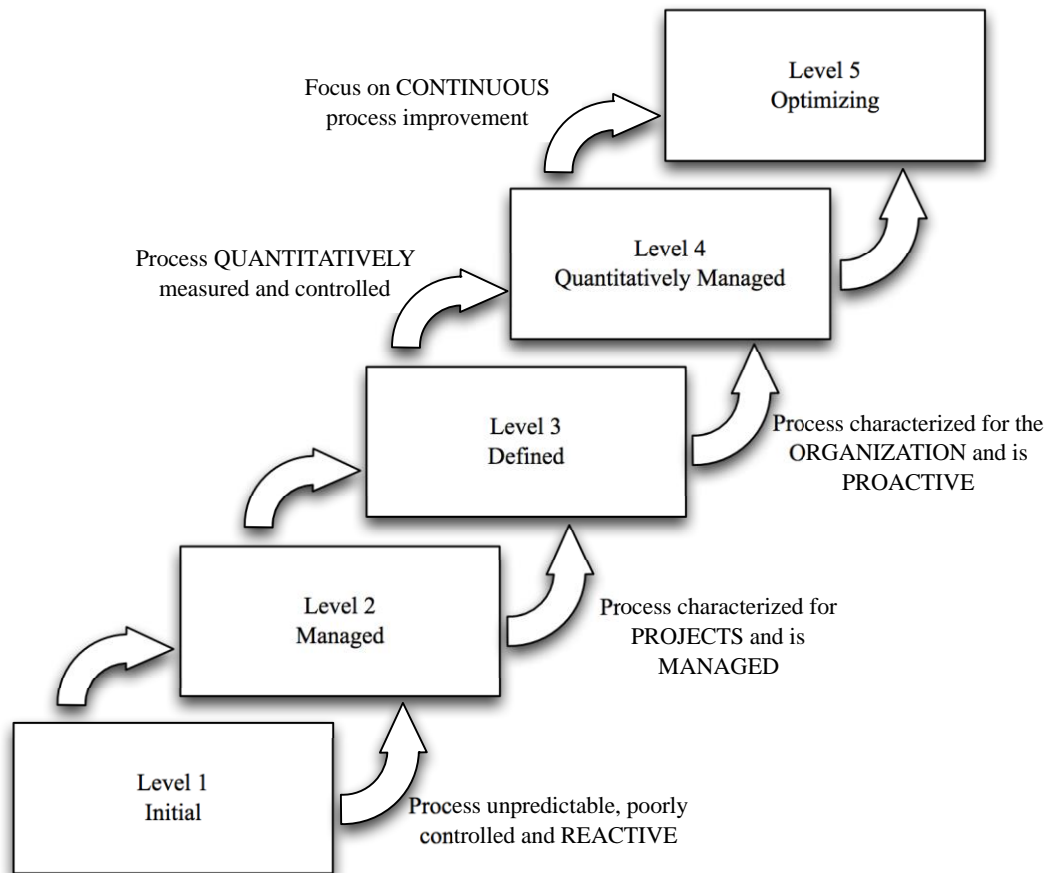 Level 5
Optimizing
Focus on CONTINUOUS
process improvement
Level 4
Quantitatively Managed
Process QUANTITATIVELY
measured and controlled
Level 3
Defined
Process characterized for the
ORGANIZATION and is
PROACTIVE
Level 2
Managed
Process characterized for
PROJECTS and is
MANAGED
Level 1
Initial
Process unpredictable, poorly
controlled and REACTIVE